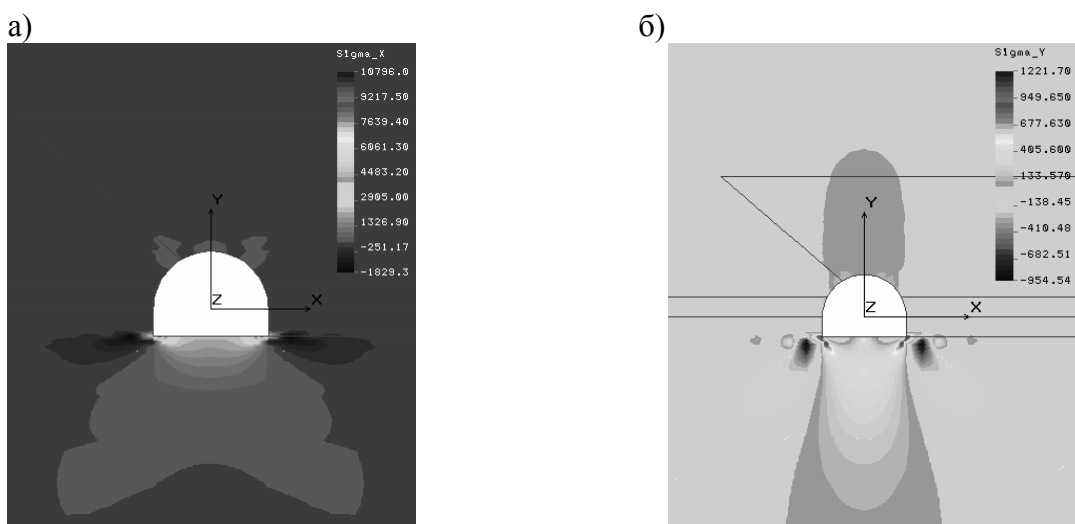 а)
б)
Sigma_X
10796.0
9217.50
7639.40
6061.30
4483.20
2905.00
1326.90
-251.17
-1829.3
Y
Z
X
Sigma_Y
1221.70
949.650
677.630
405.600
133.570
-138.45
-410.48
-682.51
-954.54
Y
Z
X